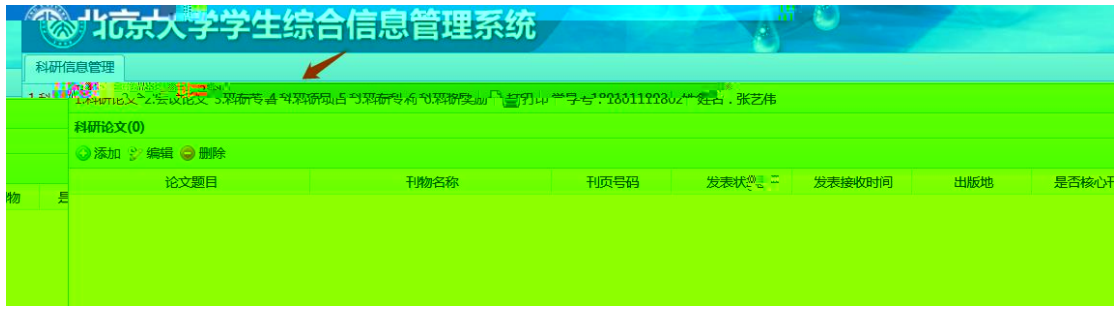 北京大学学生综合信息管理系统
科研信息管理
1.科研论文 2.会议论文 3.科研专著 4.科研项目 5.科研专利 6.科研奖励 打印 学号：1801111802 姓名：张艺伟
科研论文(0)
添加 编辑 删除
论文题目 刊物名称 刊页号码 发表状 发表接收时间 出版地 是否核心刊
物 是